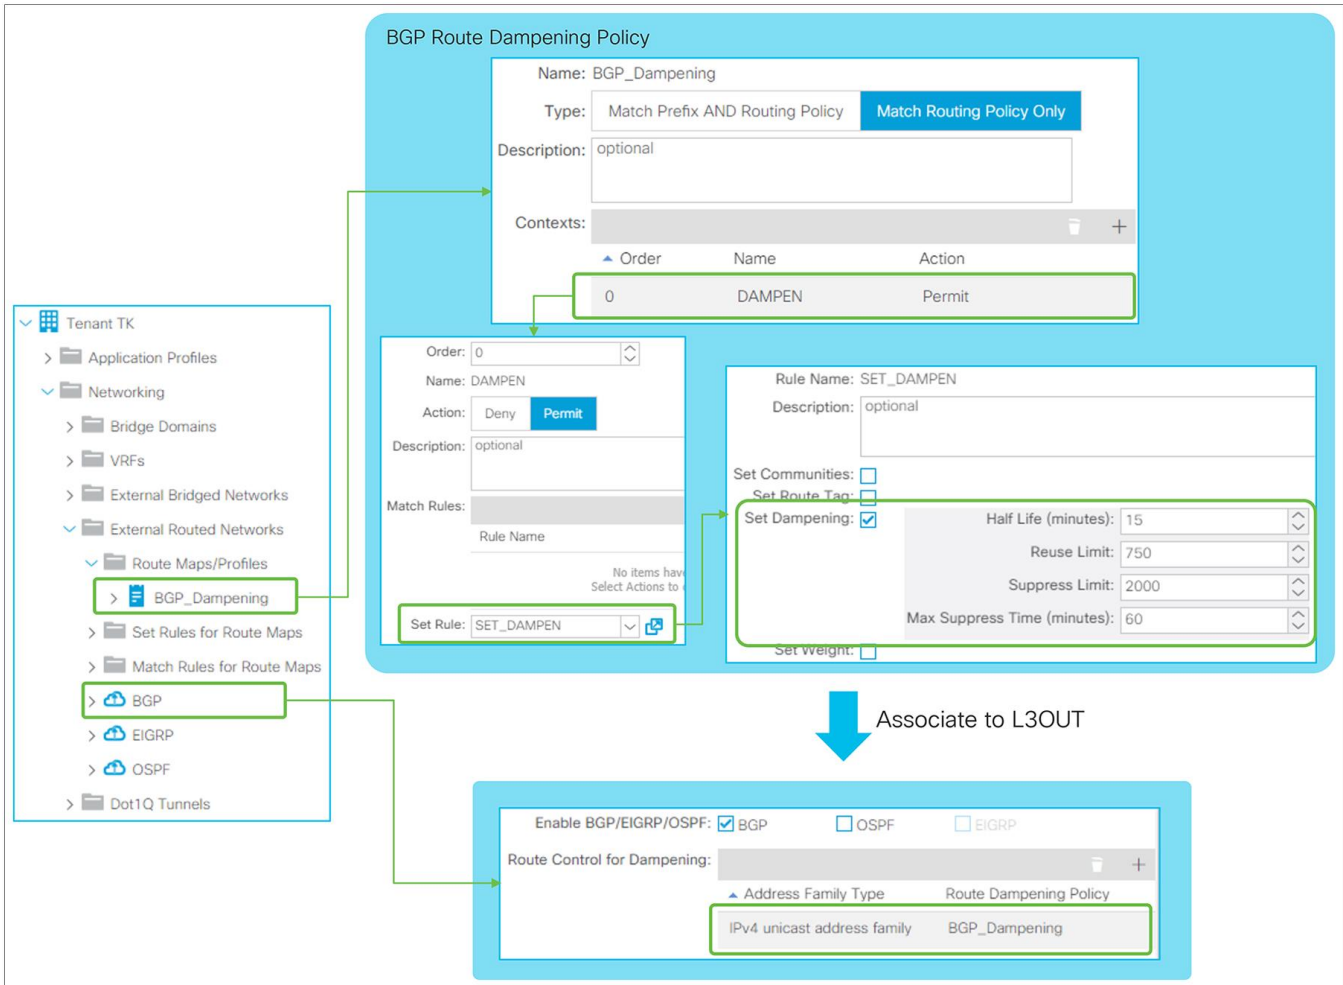 BGP Route Dampening Policy
Name: BGP_Dampening
Type: Match Prefix AND Routing Policy Match Routing Policy Only
Description: optional
Contexts:
Order Name Action
0 DAMPEN Permit
Tenant TK
Application Profiles
Networking
Bridge Domains
VRFs
External Bridged Networks
External Routed Networks
Route Maps/Profiles
BGP_Dampening
Set Rules for Route Maps
Match Rules for Route Maps
BGP
EIGRP
OSPF
Dot1Q Tunnels
Order: 0
Name: DAMPEN
Action: Deny Permit
Description: optional
Match Rules:
Rule Name
No items have
Select Actions to
Set Rule: SET_DAMPEN
Rule Name: SET_DAMPEN
Description: optional
Set Communities:
Set Route Tag:
Set Dampening: Half Life (minutes): 15
Reuse Limit: 750
Suppress Limit: 2000
Max Suppress Time (minutes): 60
Set Weight:
Associate to L3OUT
Enable BGP/EIGRP/OSPF: BGP OSPF EIGRP
Route Control for Dampening:
Address Family Type Route Dampening Policy
IPv4 unicast address family BGP_Dampening